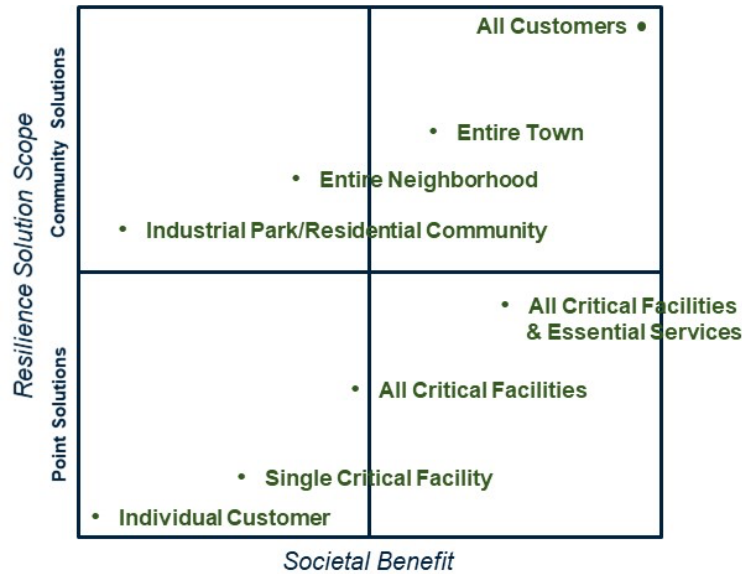 All Customers
Entire Town
Entire Neighborhood
Industrial Park/Residential Community
All Critical Facilities
& Essential Services
All Critical Facilities
Single Critical Facility
Individual Customer
Resilience Solution Scope
Community Solutions
Point Solutions
Societal Benefit